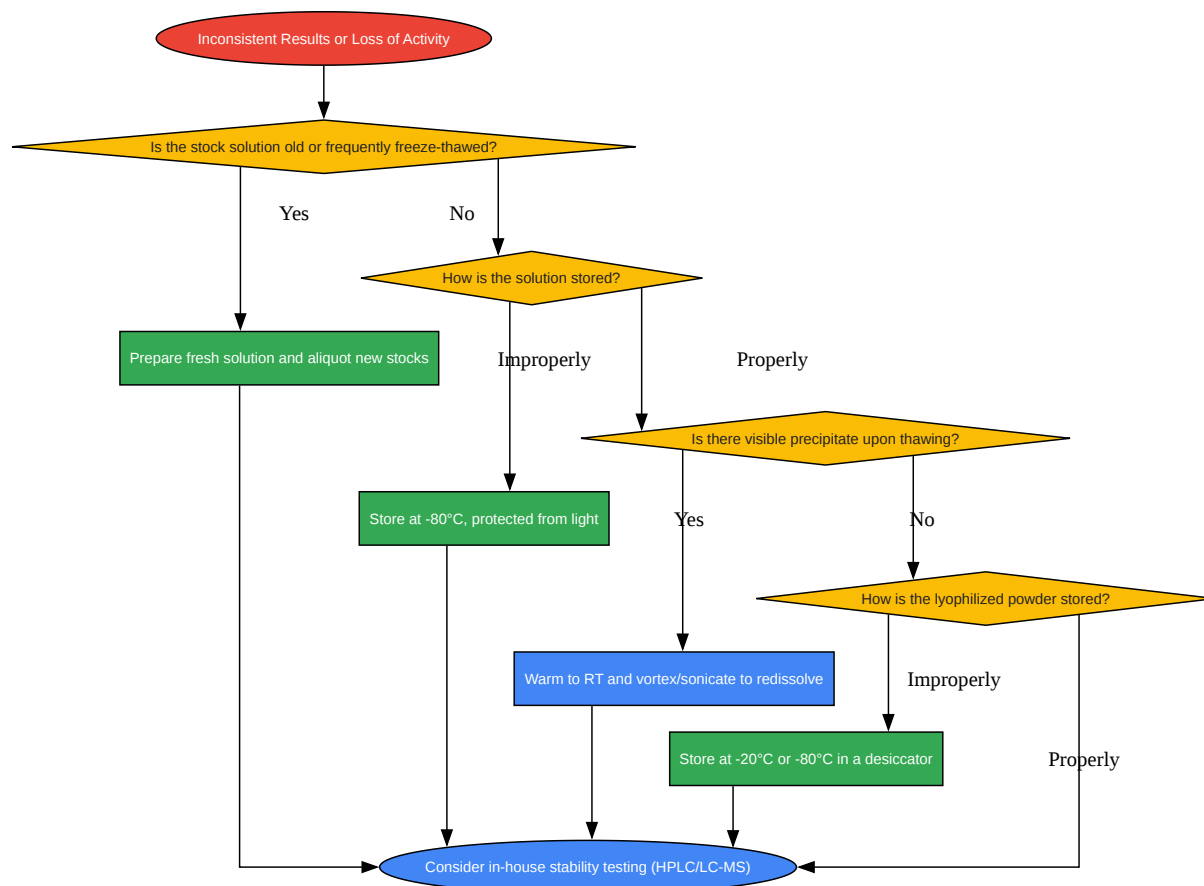 Inconsistent Results or Loss of Activity
Is the stock solution old or frequently freeze-thawed?
Yes
No
How is the solution stored?
Prepare fresh solution and aliquot new stocks
Improperly
Properly
Is there visible precipitate upon thawing?
Store at -80°C, protected from light
Yes
No
How is the lyophilized powder stored?
Warm to RT and vortex/sonicate to redissolve
Improperly
Store at -20°C or -80°C in a desiccator
Properly
Consider in-house stability testing (HPLC/LC-MS)